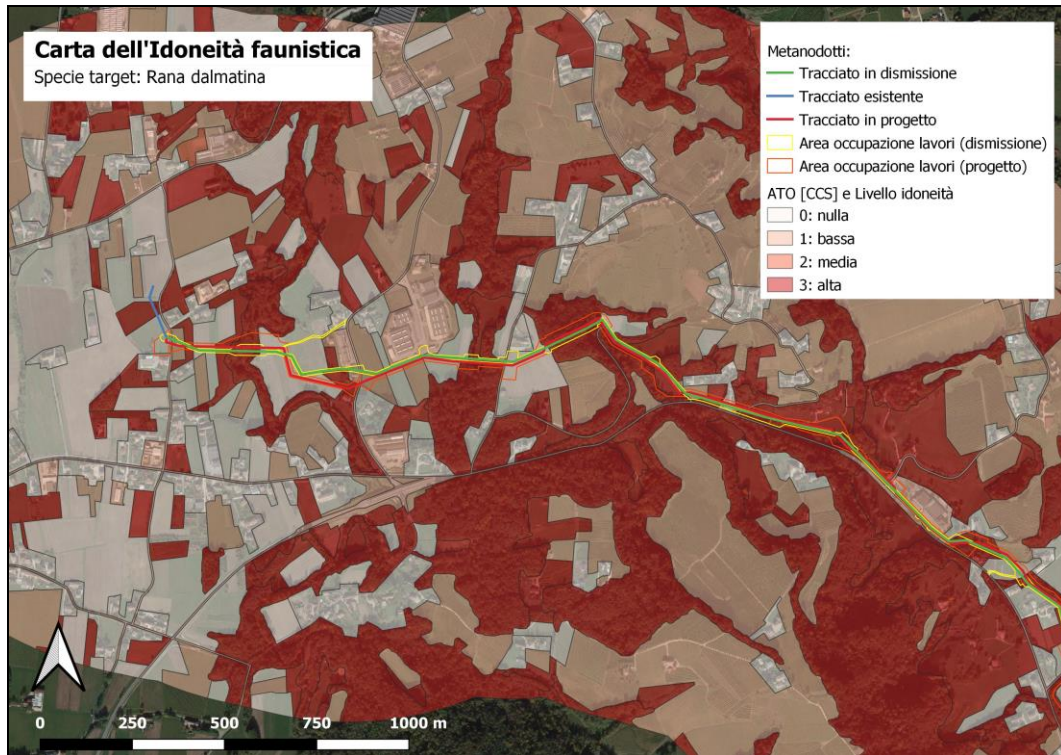 Carta dell'Idoneità faunistica
Specie target: Rana dalmatina
Metanodotti:
Tracciato in dismissione
Tracciato esistente
Tracciato in progetto
Area occupazione lavori (dismissione)
Area occupazione lavori (progetto)
ATO [CCS] e Livello idoneità
0: nulla
1: bassa
2: media
3: alta
0 250 500 750 1000 m